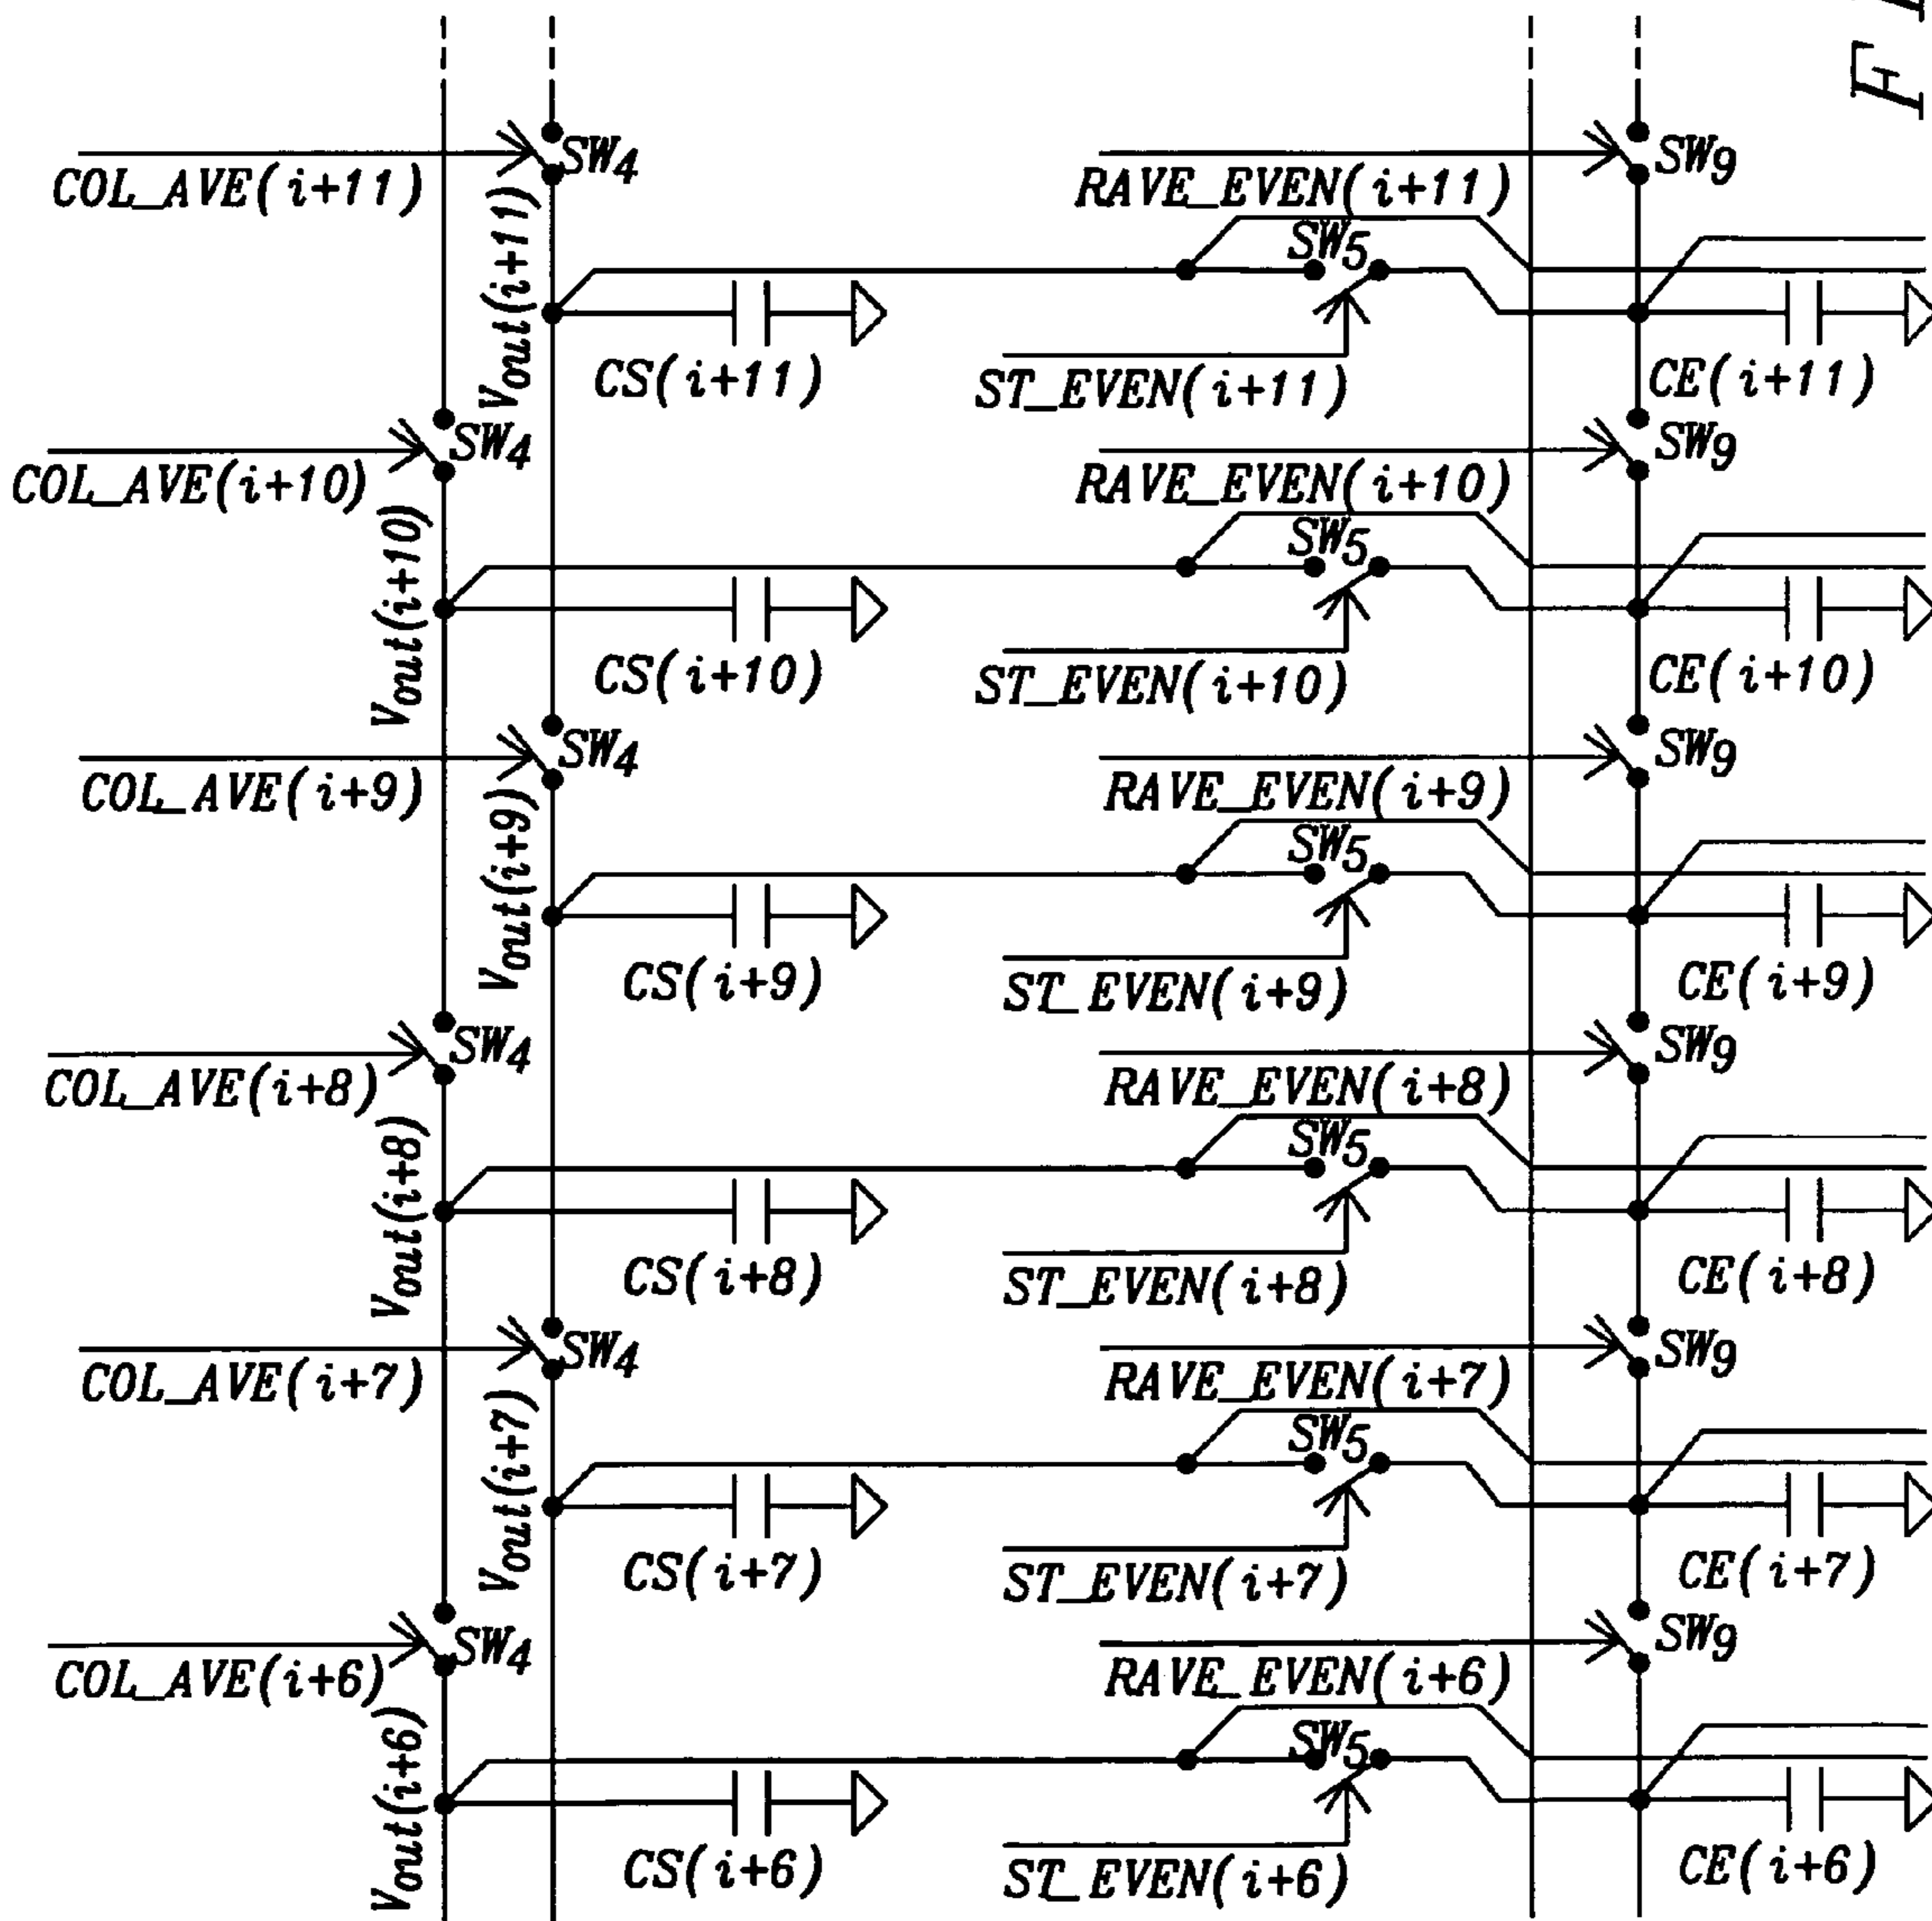 F
COL_AVE(i+11)
SW4
Vout(i+11)
RAVE_EVEN(i+11)
SW9
SW5
CS(i+11)
ST_EVEN(i+11)
CE(i+11)
COL_AVE(i+10)
SW4
Vout(i+10)
RAVE_EVEN(i+10)
SW9
SW5
CS(i+10)
ST_EVEN(i+10)
CE(i+10)
COL_AVE(i+9)
SW4
Vout(i+9)
RAVE_EVEN(i+9)
SW9
SW5
CS(i+9)
ST_EVEN(i+9)
CE(i+9)
COL_AVE(i+8)
SW4
Vout(i+8)
RAVE_EVEN(i+8)
SW9
SW5
CS(i+8)
ST_EVEN(i+8)
CE(i+8)
COL_AVE(i+7)
SW4
Vout(i+7)
RAVE_EVEN(i+7)
SW9
SW5
CS(i+7)
ST_EVEN(i+7)
CE(i+7)
COL_AVE(i+6)
SW4
Vout(i+6)
RAVE_EVEN(i+6)
SW9
SW5
CS(i+6)
ST_EVEN(i+6)
CE(i+6)